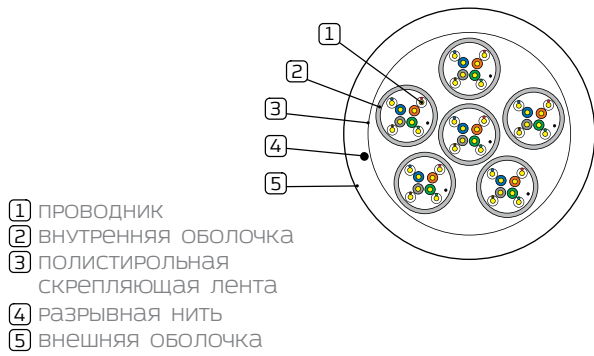 1
2
3
4
5
1 ПРОВОДНИК
2 ВНУТРЕННЯЯ ОБОЛОЧКА
3 ПОЛИСТИРОЛЬНАЯ
СКРЕПЛЯЮЩАЯ ЛЕНТА
4 РАЗРЫВНАЯ НИТЬ
5 ВНЕШНЯЯ ОБОЛОЧКА